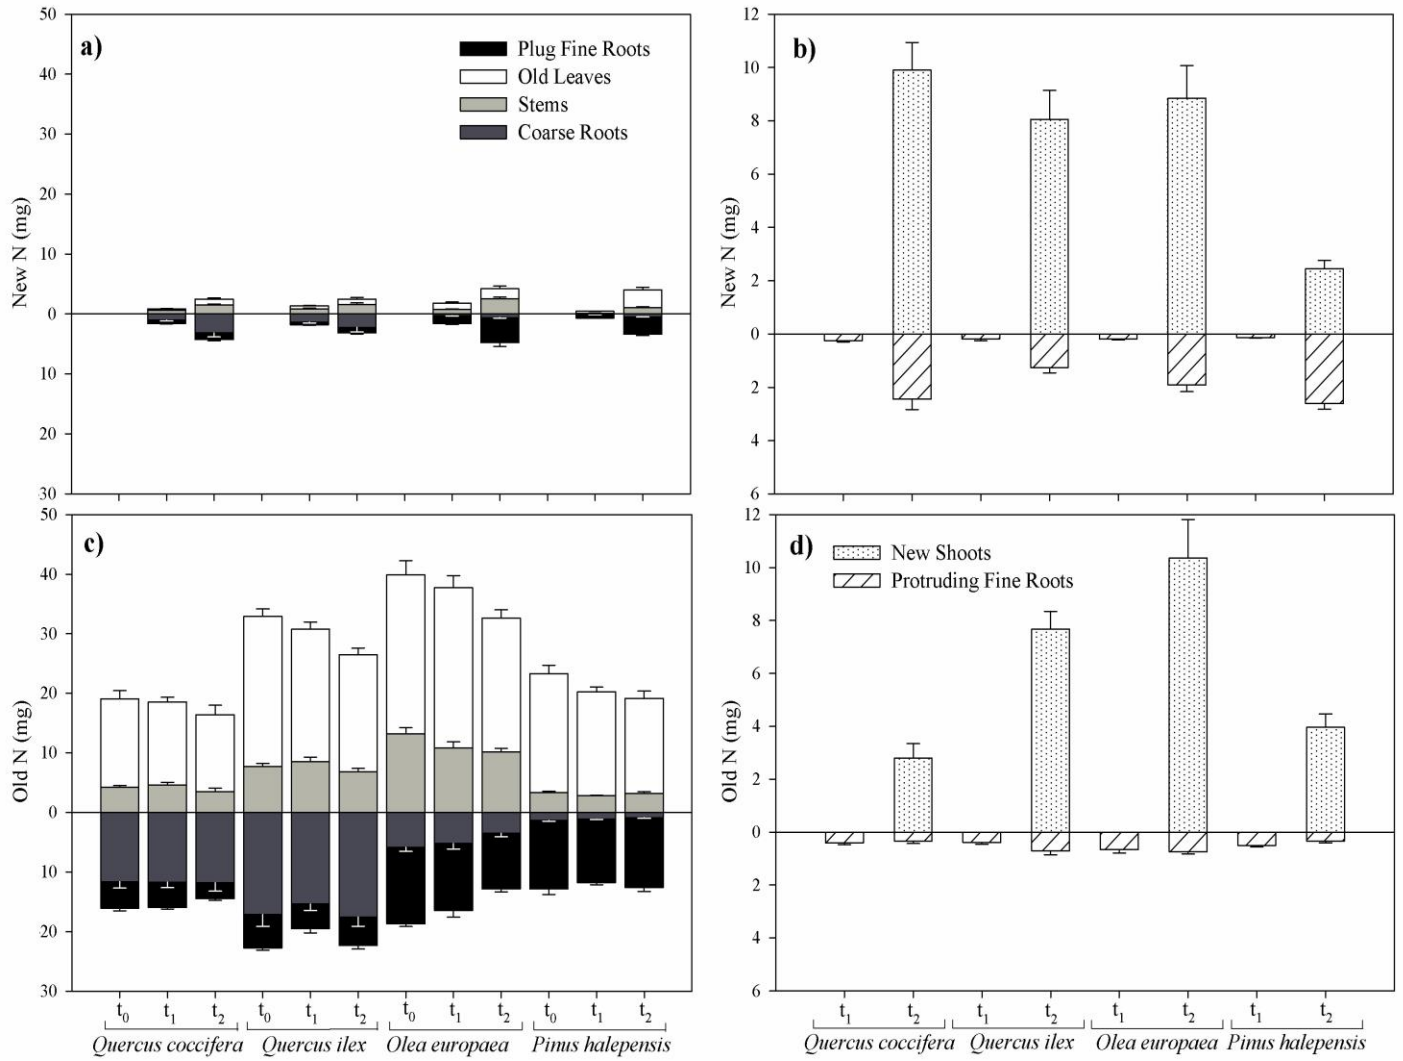 a)
Plug Fine Roots
Old Leaves
Stems
Coarse Roots
New N (mg)
50
40
30
20
10
0
10
20
30
b)
New N (mg)
12
10
8
6
4
2
0
2
4
6
c)
Old N (mg)
50
40
30
20
10
0
10
20
30
t0 t1 t2 t0 t1 t2 t0 t1 t2 t0 t1 t2
Quercus coccifera Quercus ilex Olea europaea Pinus halepensis
d)
New Shoots
Protruding Fine Roots
Old N (mg)
12
10
8
6
4
2
0
2
4
6
t1 t2 t1 t2 t1 t2 t1 t2
Quercus coccifera Quercus ilex Olea europaea Pinus halepensis